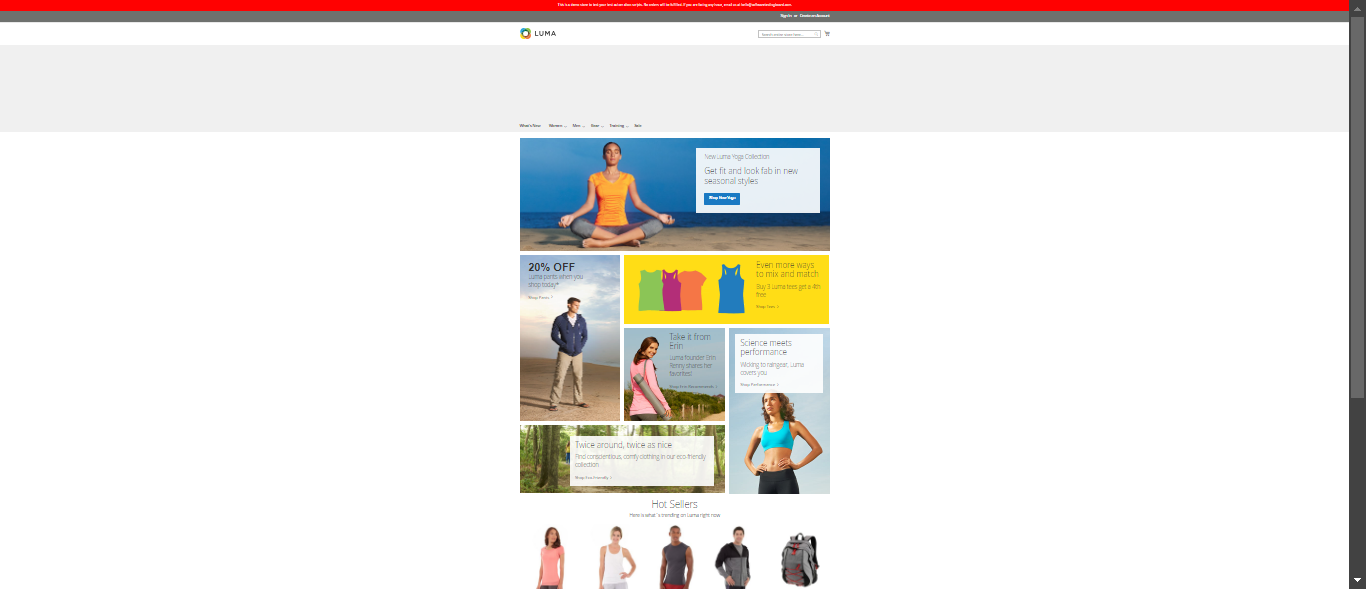 This is a demo store to test your test automation scripts. No orders will be fulfilled. If you are facing any issue, email us at hello@softwaretestingboard.com.
Sign In or Create an Account
LUMA
Search entire store here...
What's New Women Men Gear Training Sale
New Luma Yoga Collection
Get fit and look fab in new
seasonal styles
Shop New Yoga
20% OFF
Luma pants when you
shop today*
Shop Pants
Even more ways
to mix and match
Buy 3 Luma tees get a 4th
free
Shop Tees
Take it from
Erin
Luma founder Erin
Renny shares her
favorites!
Shop Erin Recommends
Science meets
performance
Wicking to raingear, Luma
covers you
Shop Performance
Twice around, twice as nice
Find conscientious, comfy clothing in our eco-friendly
collection
Shop Eco-Friendly
Hot Sellers
Here is what`s trending on Luma right now